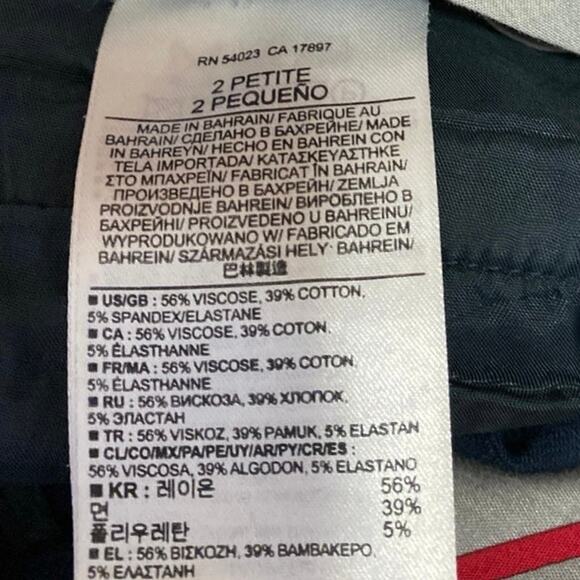 RN 54023 CA 17897
2 PETITE
2 PEQUEÑO
MADE IN BAHRAIN/ FABRIQUE AU
BAHRAIN/ СДЕЛАНО В БАХРЕЙНЕ/ MADE
IN BAHREYN/ HECHO EN BAHREIN CON
TELA IMPORTADA/ ΚΑΤΑΣΚΕΥΑΣΤΗΚΕ
ΣΤΟ ΜΠΑΧΡΕΪΝ/ FABRICAT ÎN BAHRAIN/
ПРОИЗВЕДЕНО В БАХРЕЙН/ ZEMLJA
PROIZVODNJE BAHREIN/ ВИРОБЛЕНО В
БАХРЕЙНІ/ PROIZVEDENO U BAHREINU/
WYPRODUKOWANO W/ FABRICADO EM
BAHREIN/ SZÁRMAZÁSI HELY: BAHREIN/
巴林製造
■ US/GB : 56% VISCOSE, 39% COTTON,
5% SPANDEX/ELASTANE
■ CA : 56% VISCOSE, 39% COTON,
5% ÉLASTHANNE
■ FR/MA : 56% VISCOSE, 39% COTON,
5% ÉLASTHANNE
■ RU : 56% ВИСКОЗА, 39% ХЛОПОК,
5% ЭЛАСТАН
■ TR : 56% VISKOZ, 39% PAMUK, 5% ELASTAN
■ CL/CO/MX/PA/PE/UY/AR/PY/CR/ES :
56% VISCOSA, 39% ALGODON, 5% ELASTANO
■ KR : 레이온 56%
면 39%
폴리우레탄 5%
■ EL : 56% ΒΙΣΚΟΖΗ, 39% ΒΑΜΒΑΚΕΡΟ,
5% ΕΛΑΣΤΑΝΗ